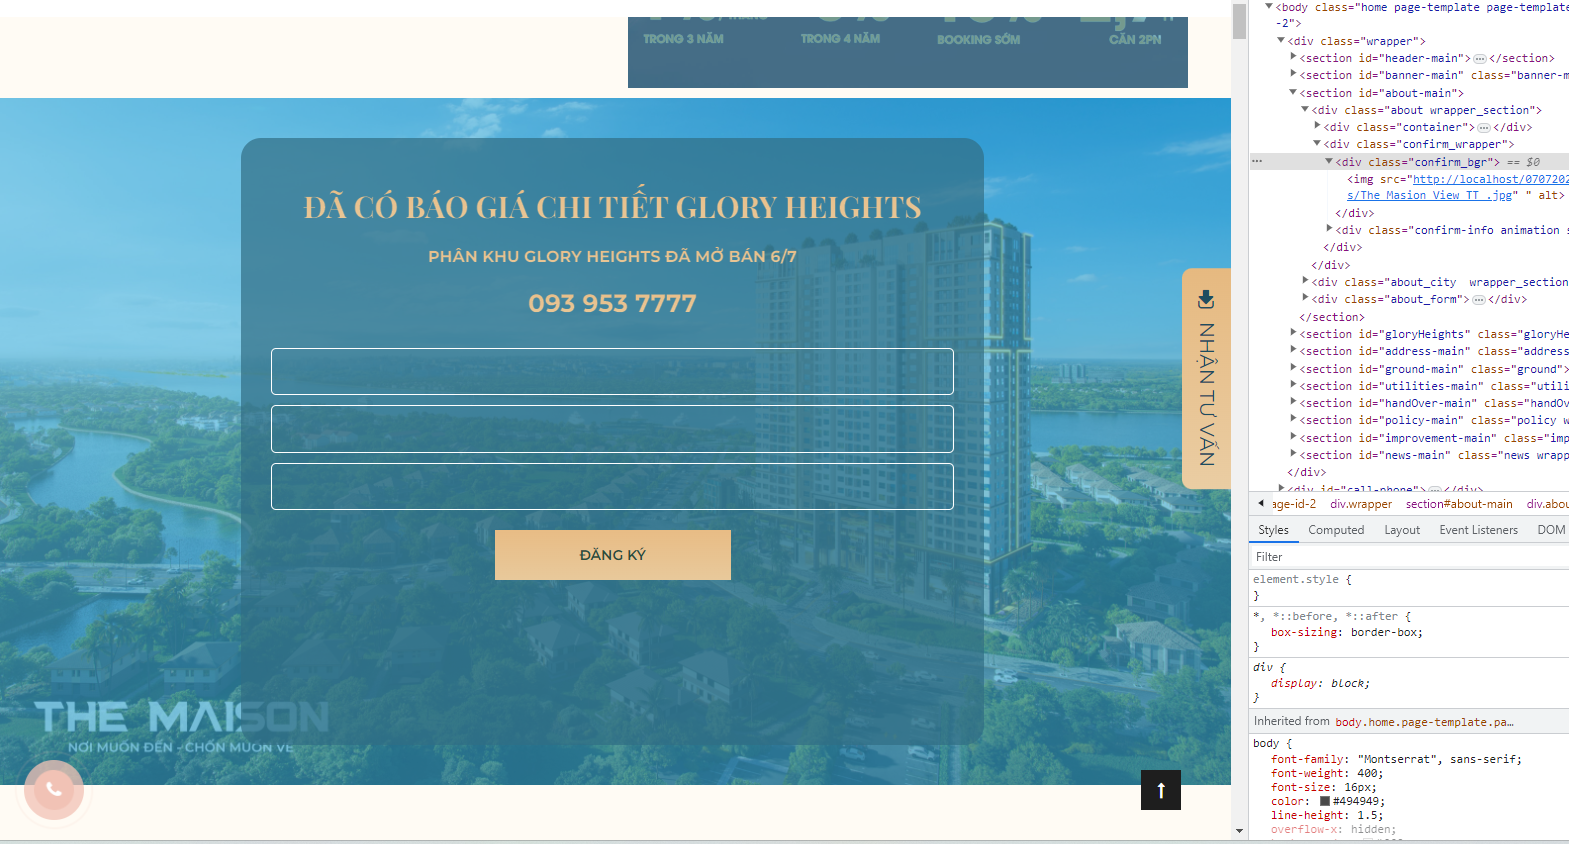 TRONG 3 NĂM
TRONG 4 NĂM
BOOKING SỚM
CĂN 2PN
ĐÃ CÓ BÁO GIÁ CHI TIẾT GLORY HEIGHTS
PHÂN KHU GLORY HEIGHTS ĐÃ MỞ BÁN 6/7
093 953 7777
ĐĂNG KÝ
NHẬN TƯ VẤN
THE MAISON
NƠI MUỐN ĐẾN - CHỐN MUỐN VỀ
<body class="home page-template page-template
-2">
<div class="wrapper">
<section id="header-main"> … </section>
<section id="banner-main" class="banner-m
<section id="about-main">
<div class="about wrapper_section">
<div class="container"> … </div>
<div class="confirm_wrapper">
… <div class="confirm_bgr"> == $0
<img src="http://localhost/0707202
s/The Masion View TT .jpg" " alt>
</div>
<div class="confirm-info animation s
</div>
</div>
<div class="about_city  wrapper_section
<div class="about_form"> … </div>
</section>
<section id="gloryHeights" class="gloryHe
<section id="address-main" class="address
<section id="ground-main" class="ground">
<section id="utilities-main" class="utili
<section id="handOver-main" class="handOv
<section id="policy-main" class="policy w
<section id="improvement-main" class="imp
<section id="news-main" class="news wrapp
</div>
<div id="call-phone"> … </div>
age-id-2 div.wrapper section#about-main div.abou
Styles Computed Layout Event Listeners DOM
Filter
element.style {
}
*, *::before, *::after {
box-sizing: border-box;
}
div {
display: block;
}
Inherited from body.home.page-template.pa…
body {
font-family: "Montserrat", sans-serif;
font-weight: 400;
font-size: 16px;
color: #494949;
line-height: 1.5;
overflow-x: hidden;